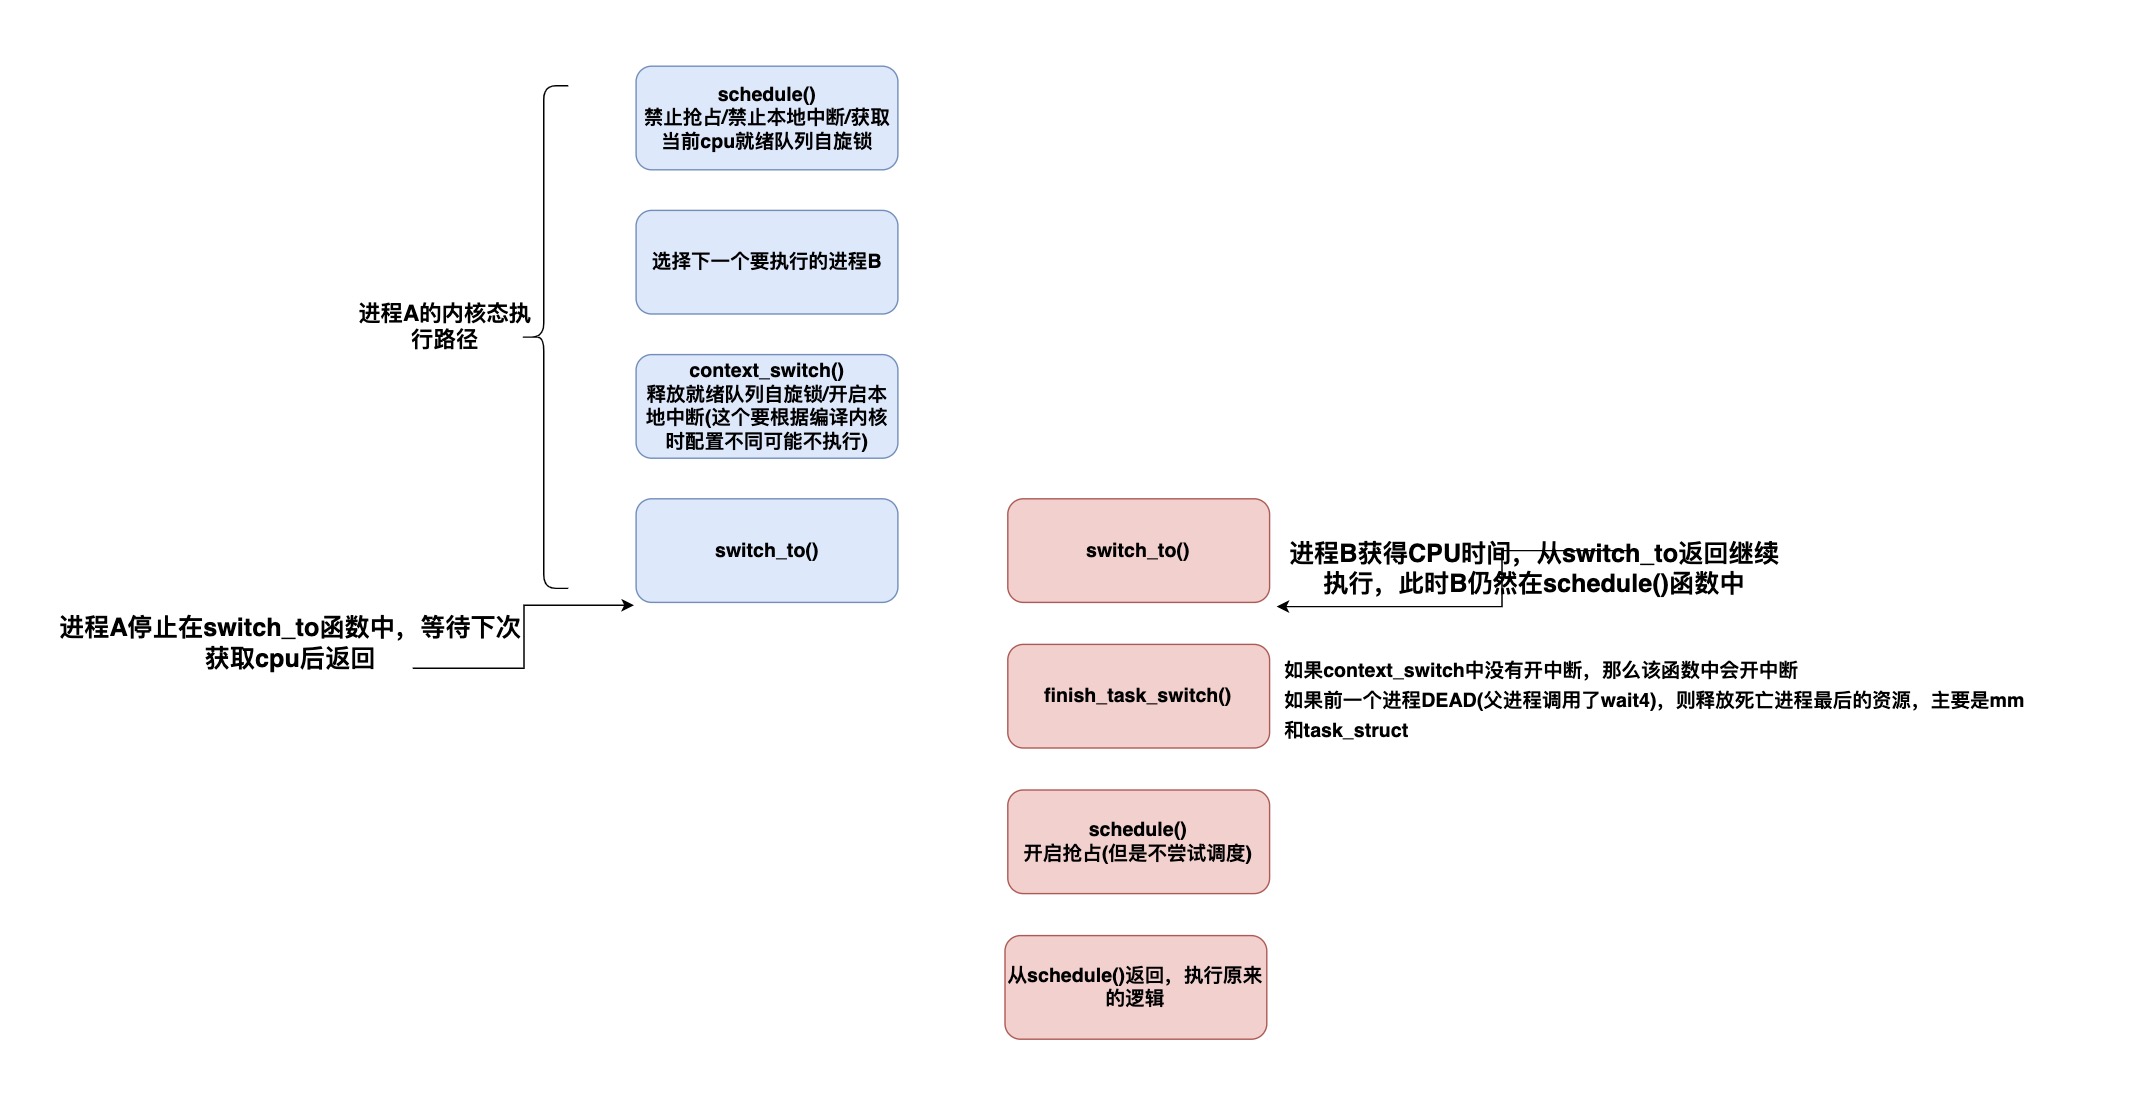 schedule()
禁止抢占/禁止本地中断/获取
当前cpu就绪队列自旋锁
选择下一个要执行的进程B
进程A的内核态执
行路径
context_switch()
释放就绪队列自旋锁/开启本
地中断(这个要根据编译内核
时配置不同可能不执行)
switch_to()
进程A停止在switch_to函数中，等待下次
获取cpu后返回
switch_to()
进程B获得CPU时间，从switch_to返回继续
执行，此时B仍然在schedule()函数中
finish_task_switch()
如果context_switch中没有开中断，那么该函数中会开中断
如果前一个进程DEAD(父进程调用了wait4)，则释放死亡进程最后的资源，主要是mm
和task_struct
schedule()
开启抢占(但是不尝试调度)
从schedule()返回，执行原来
的逻辑